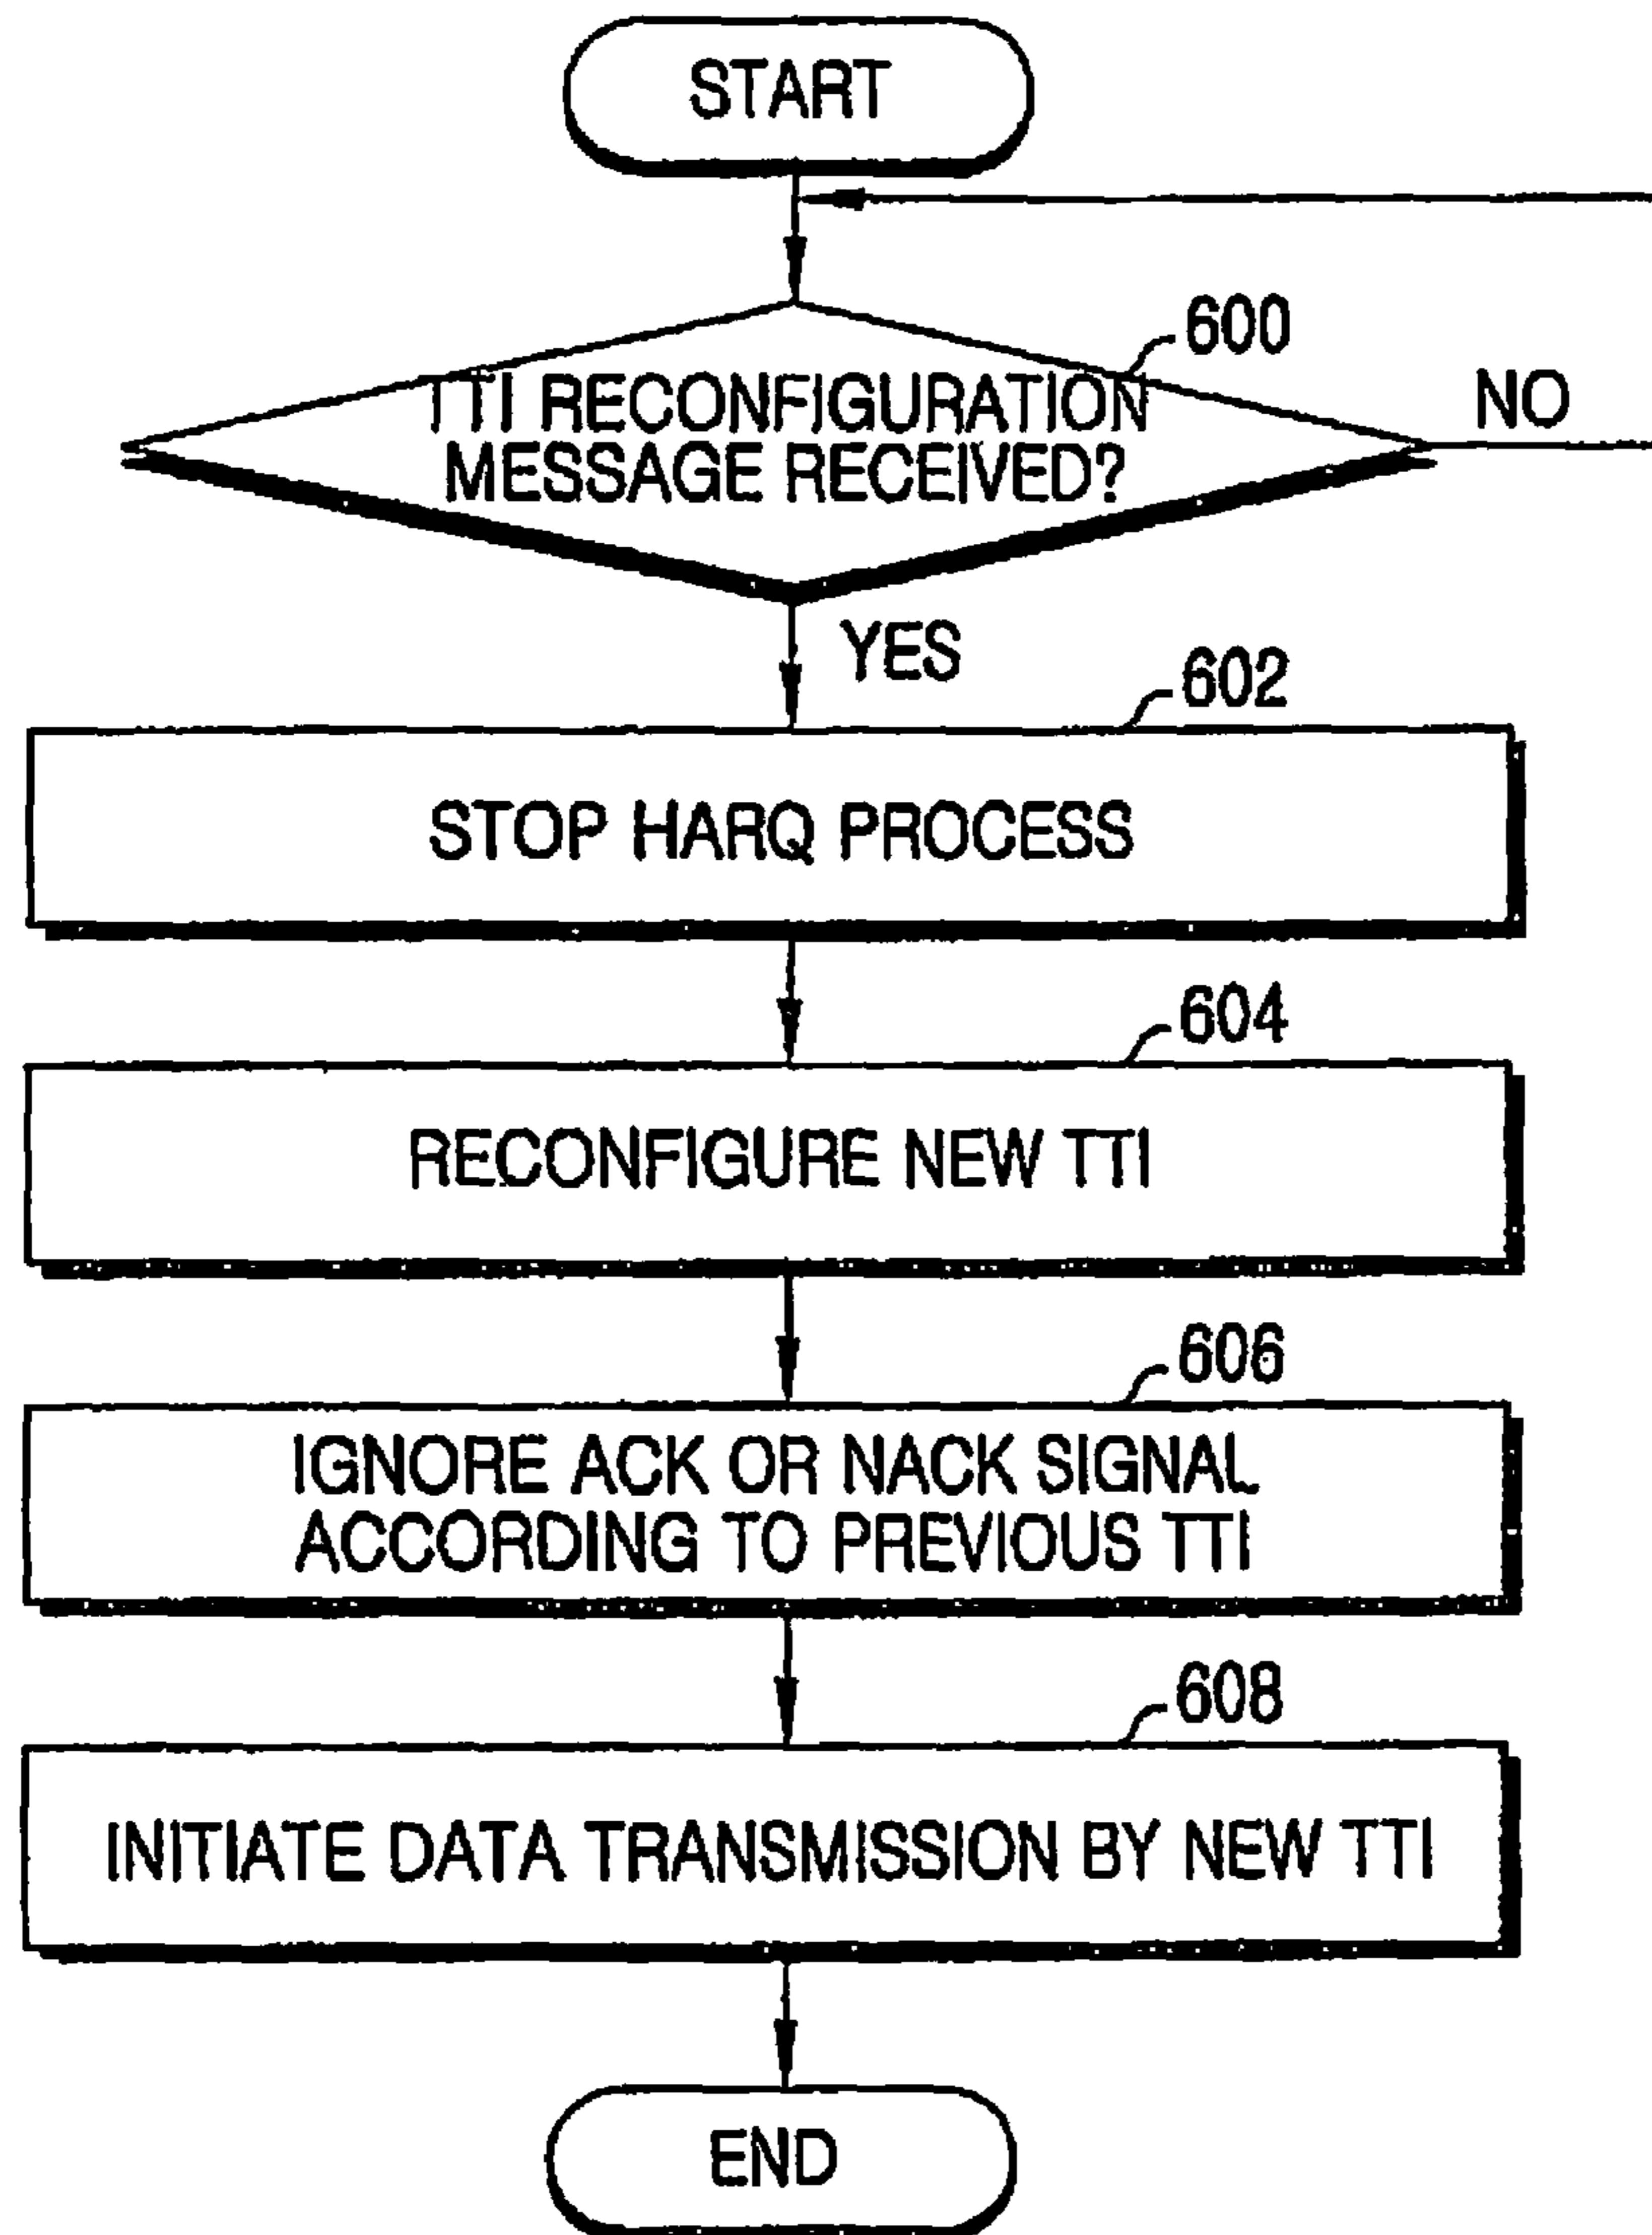 START
600
TTI RECONFIGURATION
MESSAGE RECEIVED?
NO
YES
602
STOP HARQ PROCESS
604
RECONFIGURE NEW TTI
606
IGNORE ACK OR NACK SIGNAL
ACCORDING TO PREVIOUS TTI
608
INITIATE DATA TRANSMISSION BY NEW TTI
END